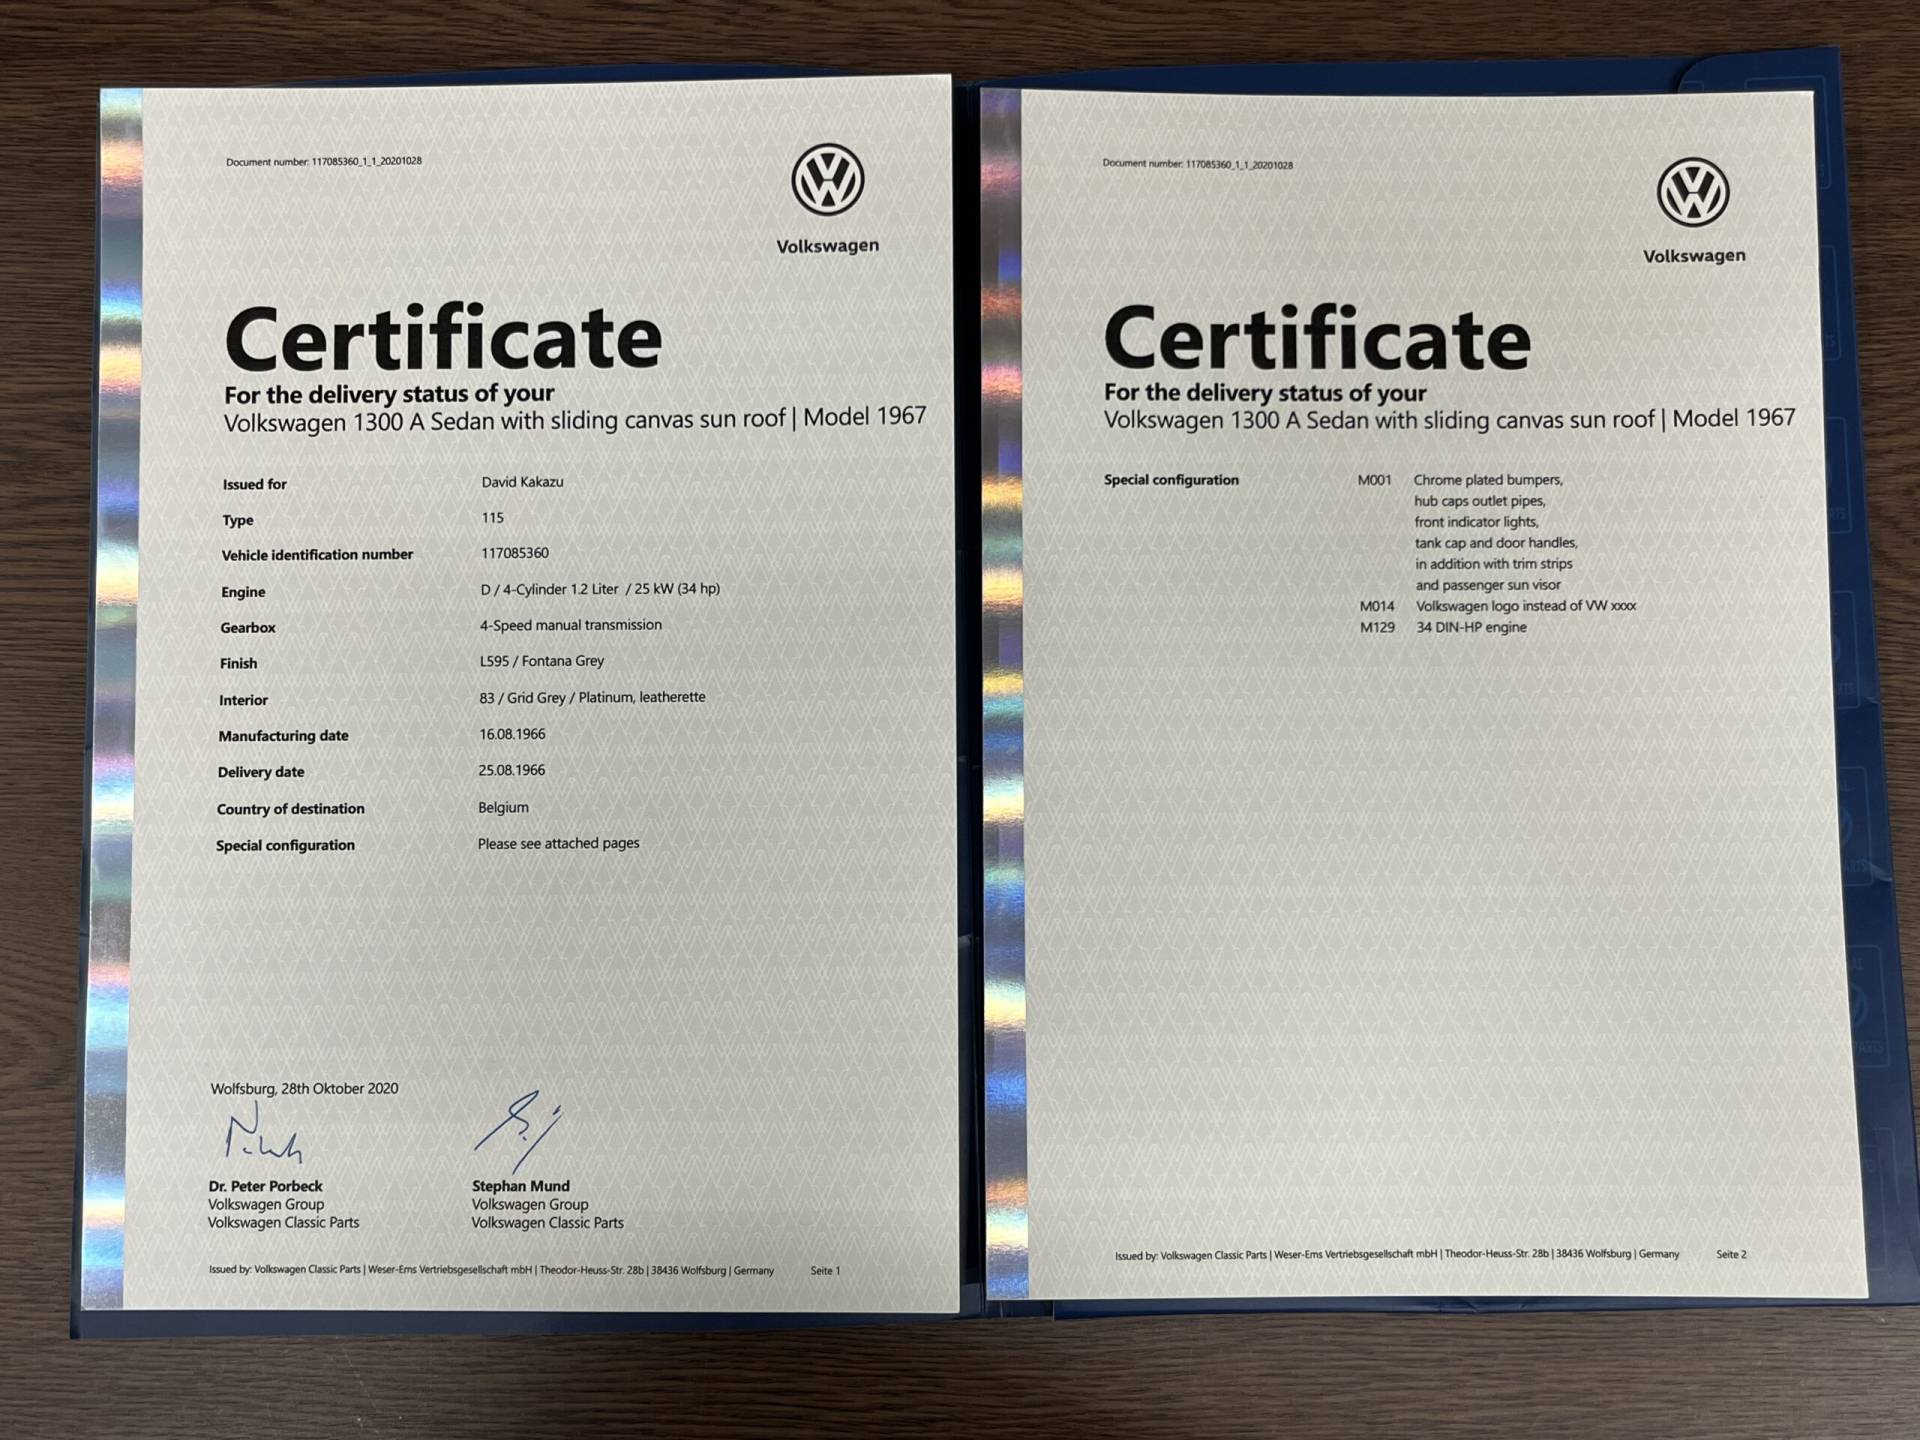 Document number: 117085360_1_1_20201028
Volkswagen
Certificate
For the delivery status of your
Volkswagen 1300 A Sedan with sliding canvas sun roof | Model 1967
Issued for David Kakazu
Type 115
Vehicle identification number 117085360
Engine D / 4-Cylinder 1.2 Liter / 25 kW (34 hp)
Gearbox 4-Speed manual transmission
Finish L595 / Fontana Grey
Interior 83 / Grid Grey / Platinum, leatherette
Manufacturing date 16.08.1966
Delivery date 25.08.1966
Country of destination Belgium
Special configuration Please see attached pages
Wolfsburg, 28th Oktober 2020
Dr. Peter Porbeck Stephan Mund
Volkswagen Group Volkswagen Group
Volkswagen Classic Parts Volkswagen Classic Parts
Issued by: Volkswagen Classic Parts | Weser-Ems Vertriebsgesellschaft mbH | Theodor-Heuss-Str. 28b | 38436 Wolfsburg | Germany Seite 1
Document number: 117085360_1_1_20201028
Volkswagen
Certificate
For the delivery status of your
Volkswagen 1300 A Sedan with sliding canvas sun roof | Model 1967
Special configuration M001 Chrome plated bumpers,
hub caps outlet pipes,
front indicator lights,
tank cap and door handles,
in addition with trim strips
and passenger sun visor
M014 Volkswagen logo instead of VW xxxx
M129 34 DIN-HP engine
Issued by: Volkswagen Classic Parts | Weser-Ems Vertriebsgesellschaft mbH | Theodor-Heuss-Str. 28b | 38436 Wolfsburg | Germany Seite 2